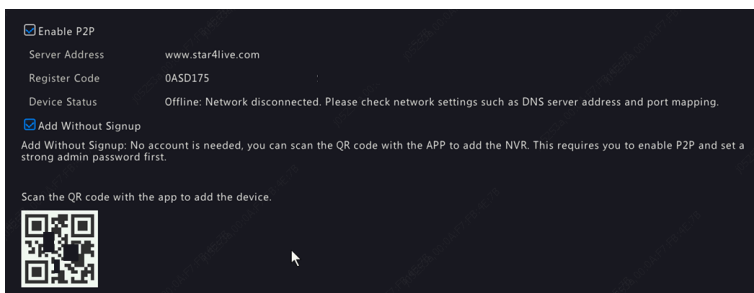 Enable P2P
Server Address www.star4live.com
Register Code 0ASD175
Device Status Offline: Network disconnected. Please check network settings such as DNS server address and port mapping.
Add Without Signup
Add Without Signup: No account is needed, you can scan the QR code with the APP to add the NVR. This requires you to enable P2P and set a
strong admin password first.
Scan the QR code with the app to add the device.